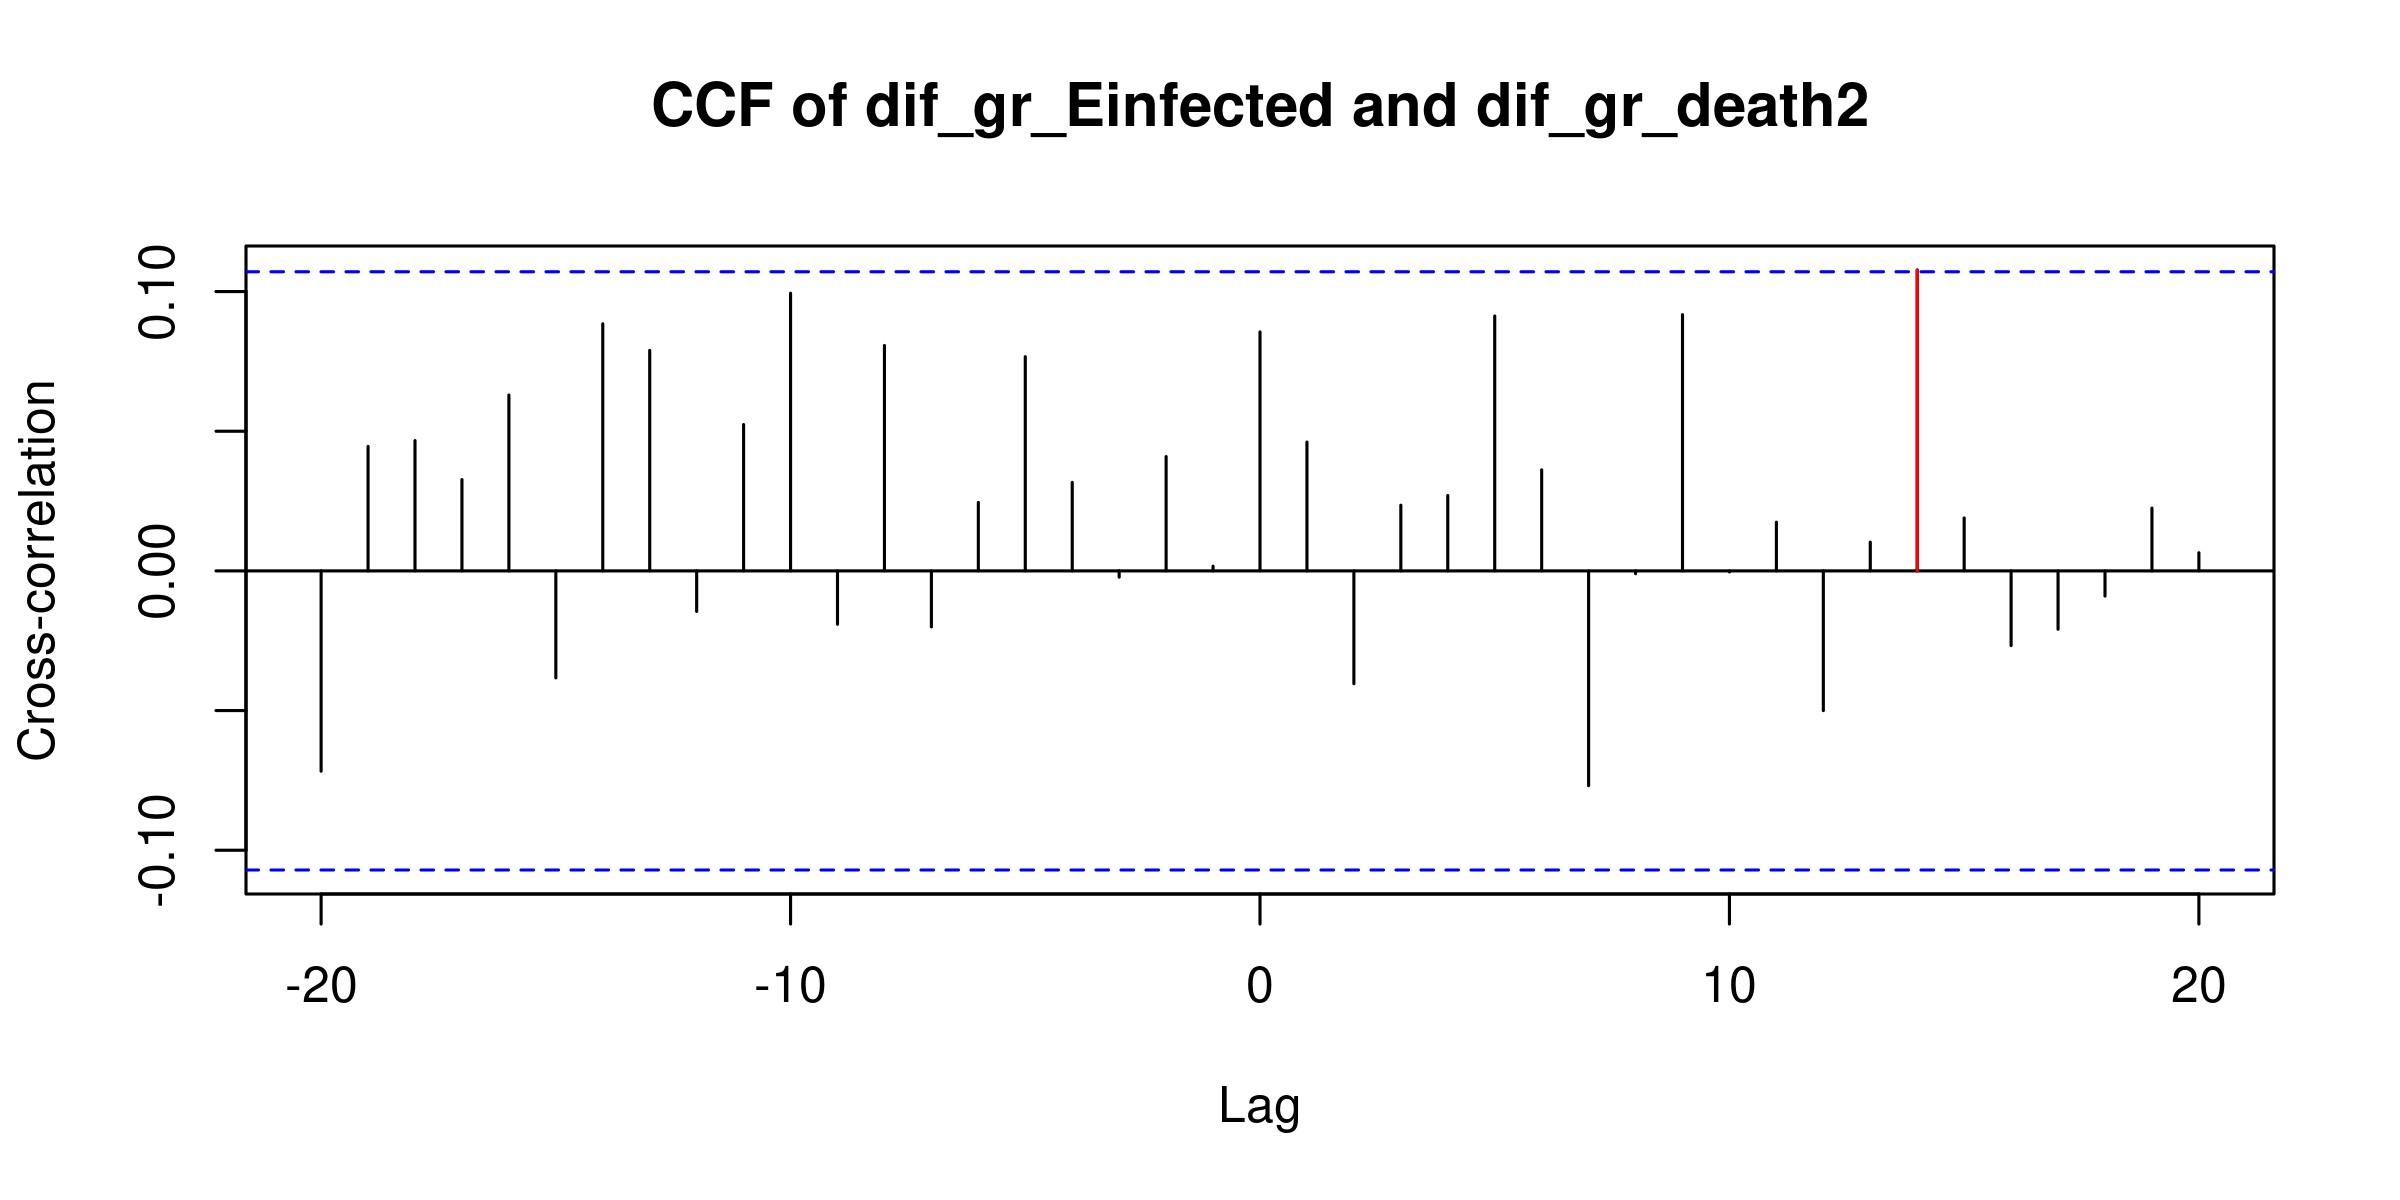 CCF of dif_gr_Einfected and dif_gr_death2
Cross-correlation
0.10
0.00
-0.10
-20 -10 0 10 20
Lag